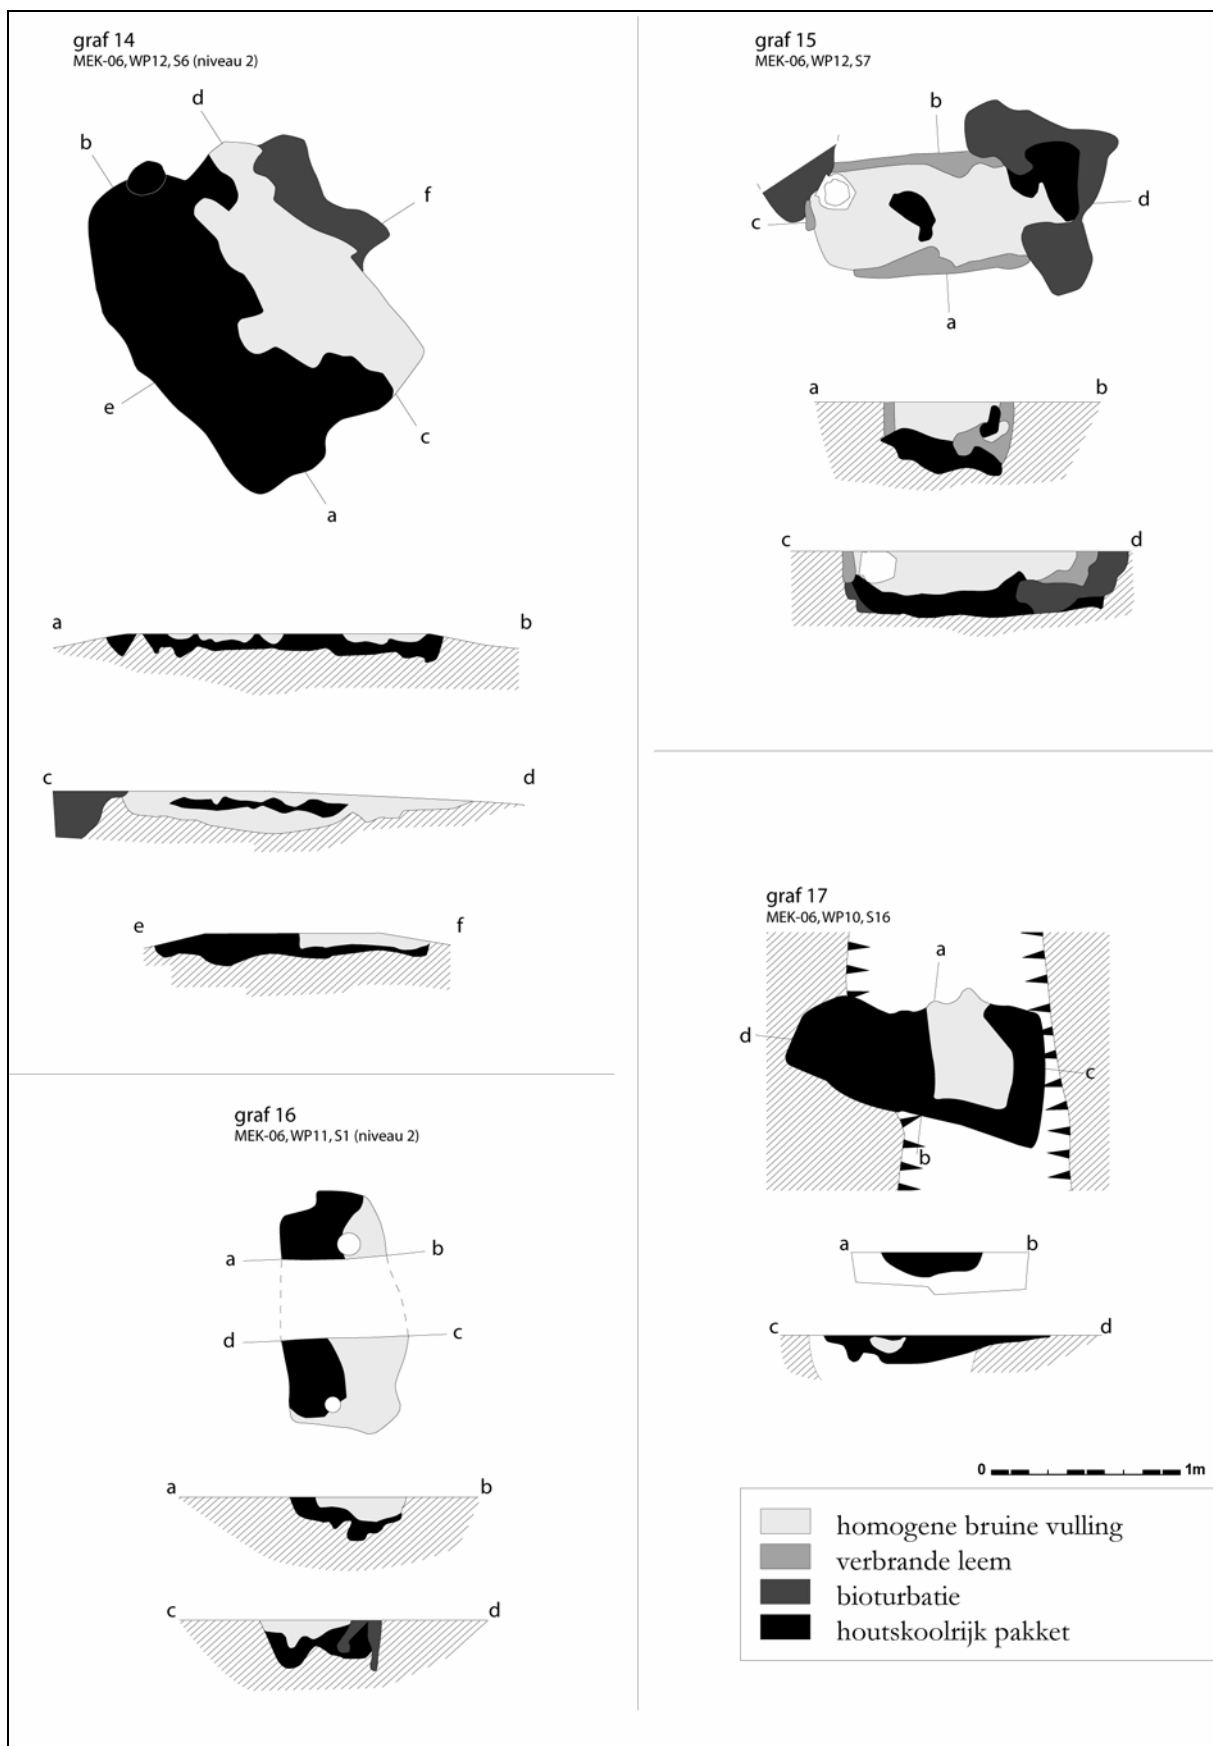 graf 14
MEK-06, WP12, S6 (niveau 2)
d
b
f
e
c
a
a b
c d
e f
graf 16
MEK-06, WP11, S1 (niveau 2)
a b
d c
a b
c d
graf 15
MEK-06, WP12, S7
b
d
c
a
a b
c d
graf 17
MEK-06, WP10, S16
a
d
c
b
a b
c d
0 1m
homogene bruine vulling
verbrande leem
bioturbatie
houtskoolrijk pakket